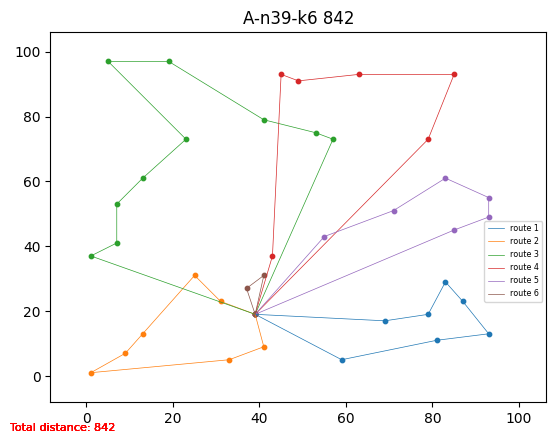 A-n39-k6 842
100
80
60
40
20
0
route 1
route 2
route 3
route 4
route 5
route 6
0 20 40 60 80 100
Total distance: 842